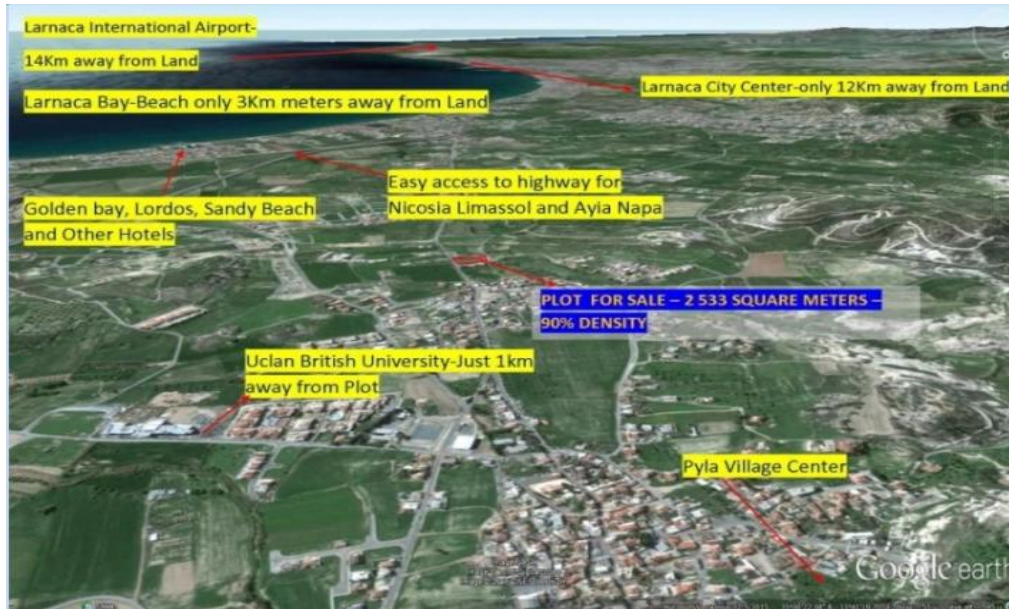 Larnaca International Airport-
14Km away from Land
Larnaca City Center-only 12Km away from Land
Larnaca Bay-Beach only 3Km meters away from Land
Easy access to highway for
Nicosia Limassol and Ayia Napa
Golden bay, Lordos, Sandy Beach
and Other Hotels
PLOT FOR SALE – 2 533 SQUARE METERS –
90% DENSITY
Uclan British University-Just 1km
away from Plot
Pyla Village Center
Google earth